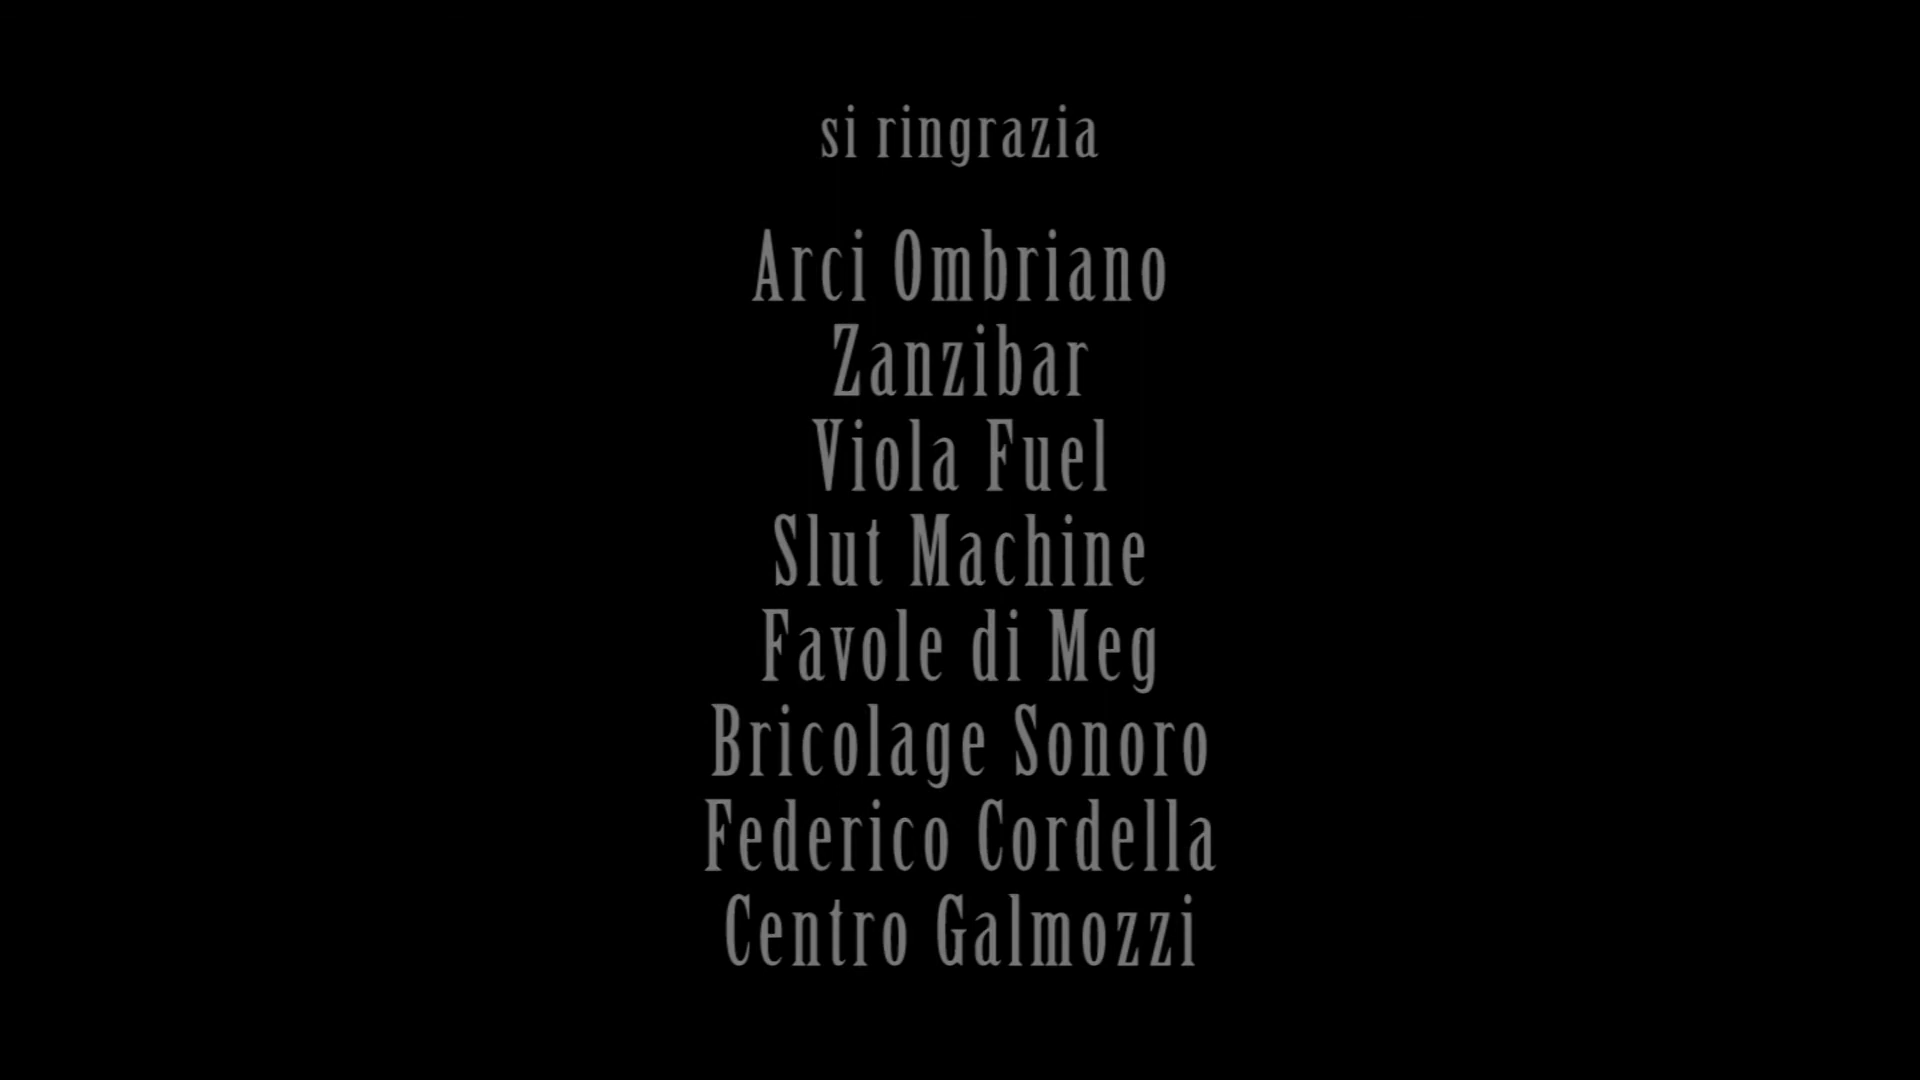 si ringrazia
Arci Ombriano
Zanzibar
Viola Fuel
Slut Machine
Favole di Meg
Bricolage Sonoro
Federico Cordella
Centro Galmozzi